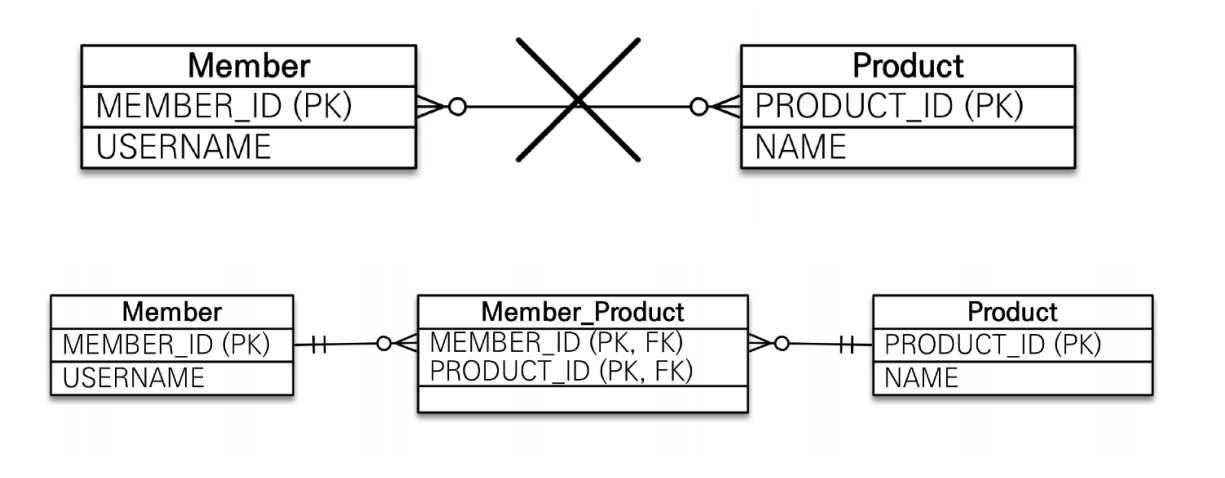 Member
MEMBER_ID (PK)
USERNAME
Product
PRODUCT_ID (PK)
NAME
Member
MEMBER_ID (PK)
USERNAME
Member_Product
MEMBER_ID (PK, FK)
PRODUCT_ID (PK, FK)
Product
PRODUCT_ID (PK)
NAME